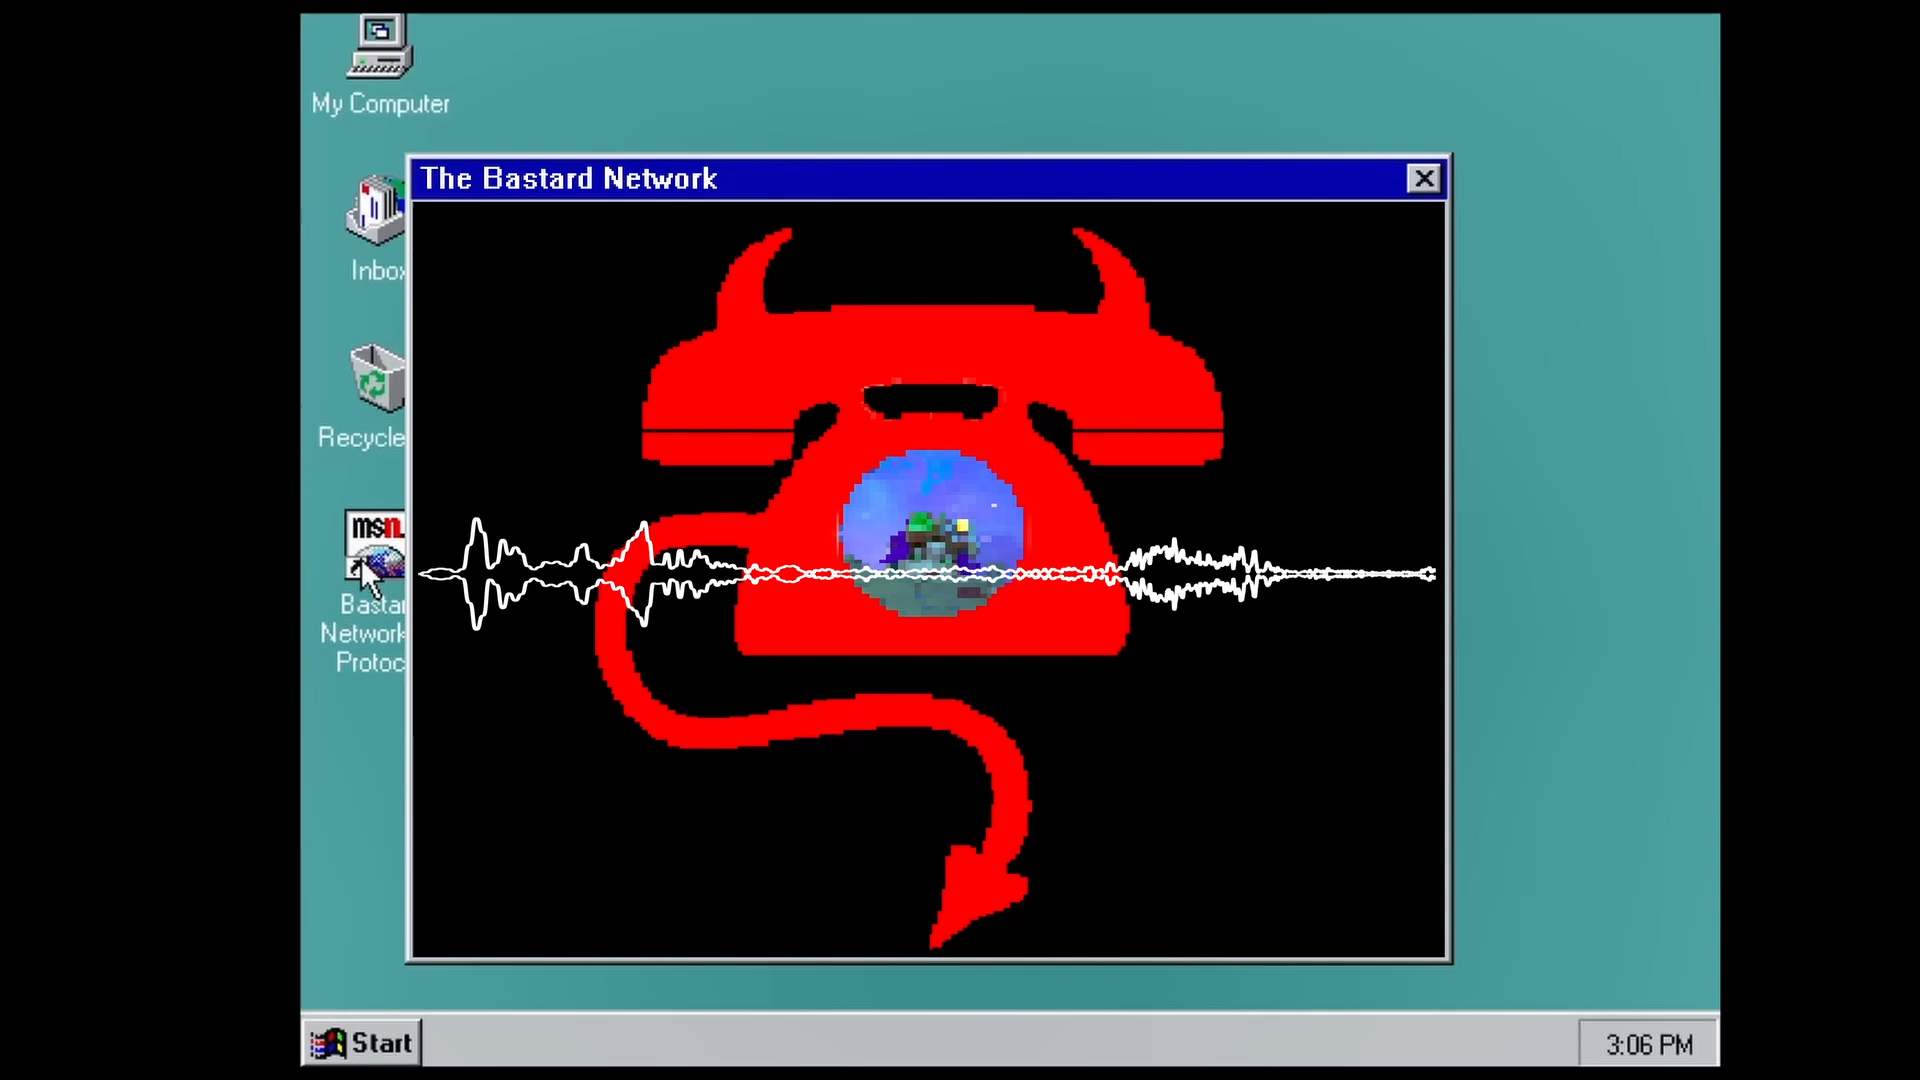 My Computer
The Bastard Network
Inbox
Recycle
msn.
Bastar
Network
Protoc
Start
3:06 PM